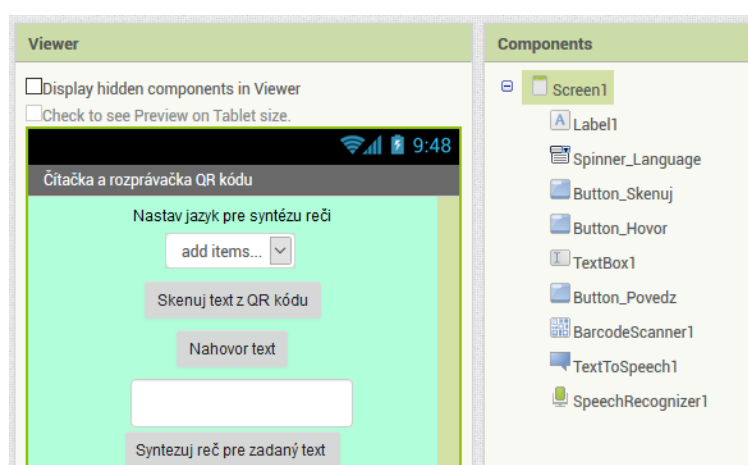 Viewer
Display hidden components in Viewer
Check to see Preview on Tablet size.
9:48
Čítačka a rozprávačka QR kódu
Nastav jazyk pre syntézu reči
add items...
Skenuj text z QR kódu
Nahovor text
Syntezuj reč pre zadaný text
Components
Screen1
A Label1
Spinner_Language
Button_Skenuj
Button_Hovor
TextBox1
Button_Povedz
BarcodeScanner1
TextToSpeech1
SpeechRecognizer1